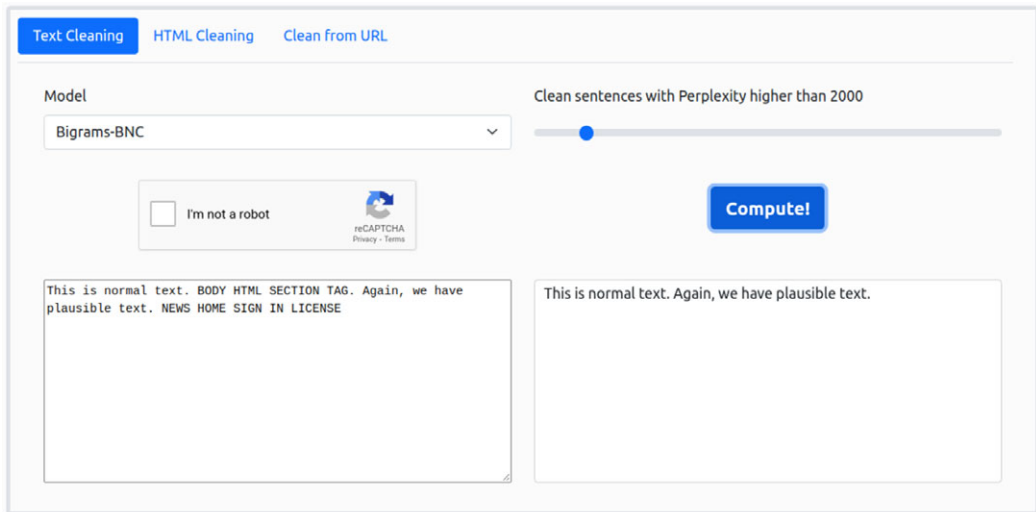 Text Cleaning
HTML Cleaning
Clean from URL
Model
Clean sentences with Perplexity higher than 2000
Bigrams-BNC
I'm not a robot
reCAPTCHA
Privacy - Terms
Compute!
This is normal text. BODY HTML SECTION TAG. Again, we have
plausible text. NEWS HOME SIGN IN LICENSE
This is normal text. Again, we have plausible text.